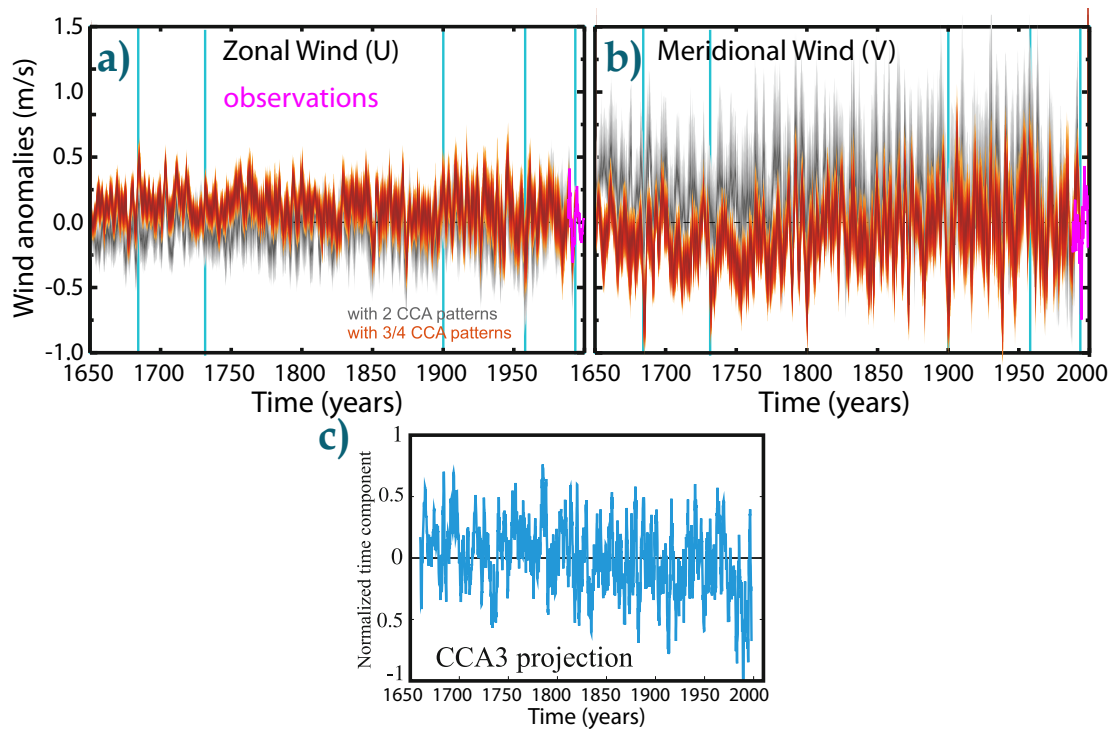 a)
Zonal Wind (U)
observations
with 2 CCA patterns
with 3/4 CCA patterns
Wind anomalies (m/s)
1.5
1.0
0.5
0.0
-0.5
-1.0
1650 1700 1750 1800 1850 1900 1950
Time (years)
b)
Meridional Wind (V)
1650 1700 1750 1800 1850 1900 1950 2000
Time (years)
c)
Normalized time component
1
0.5
0
0.5
-1
CCA3 projection
1650 1700 1750 1800 1850 1900 1950 2000
Time (years)